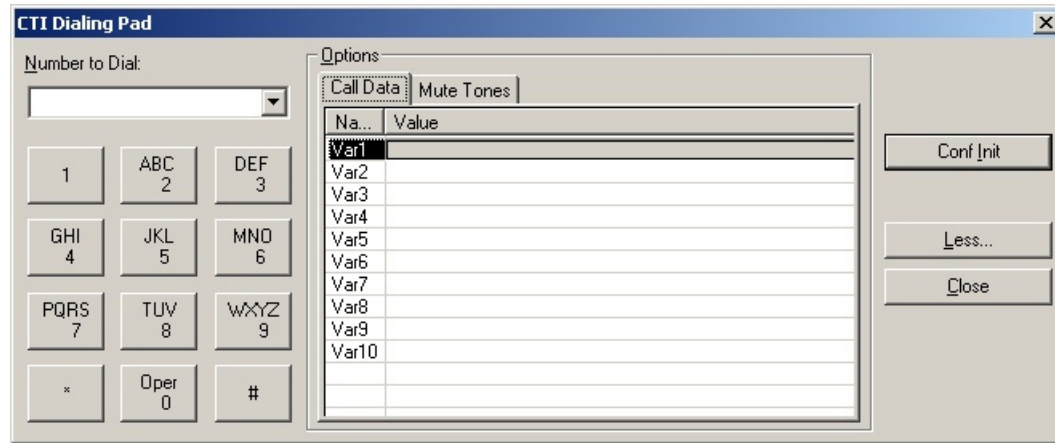 CTI Dialing Pad
Number to Dial:
1
ABC
2
DEF
3
GHI
4
JKL
5
MNO
6
PQRS
7
TUV
8
WXYZ
9
*
Oper
0
#
Options
Call Data
Mute Tones
Na... Value
Var1
Var2
Var3
Var4
Var5
Var6
Var7
Var8
Var9
Var10
Conf Init
Less...
Close